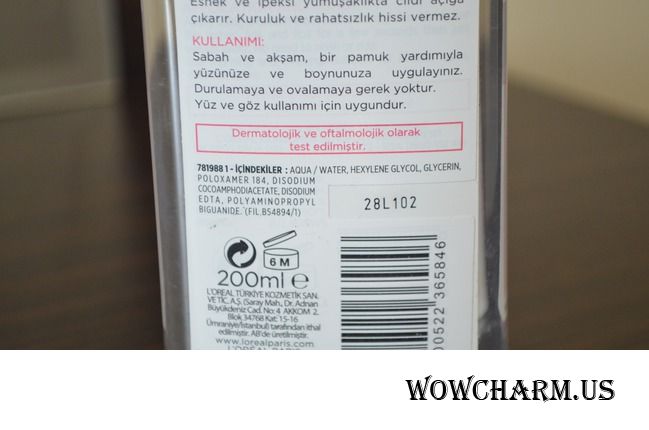 Esnek ve ipeksi yumuşaklıkta cildi açığa
çıkarır. Kuruluk ve rahatsızlık hissi vermez.
KULLANIMI:
Sabah ve akşam, bir pamuk yardımıyla
yüzünüze ve boynunuza uygulayınız.
Durulamaya ve ovalamaya gerek yoktur.
Yüz ve göz kullanımı için uygundur.
Dermatolojik ve oftalmolojik olarak
test edilmiştir.
781988 1 - İÇİNDEKİLER : AQUA / WATER, HEXYLENE GLYCOL, GLYCERIN,
POLOXAMER 184, DISODIUM
COCOAMPHODIACETATE, DISODIUM
EDTA, POLYAMINOPROPYL
BIGUANIDE. (FIL.BS4894/1)
28L102
6 M
200ml e
L'OREAL TÜRKİYE KOZMETİK SAN.
VE TİC. A.Ş. (Saray Mah., Dr. Adnan
Büyükdeniz Cad. No: 4 AKKOM 2.
Blok 34768 Kat: 15-16
Ümraniye/İstanbul) tarafından ithal
edilmiştir. AB'de üretilmiştir.
www.lorealparis.com
L'ORÉAL PARIS
00522 365846
WOWCHARM.US